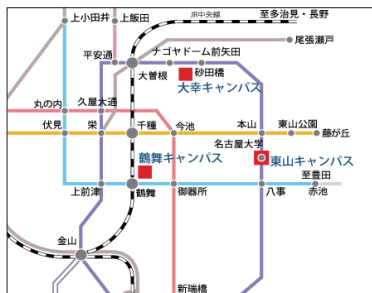 上小田井
上飯田
JR中央線
至多治見・長野
尾張瀬戸
平安通
ナゴヤドーム前矢田
大曽根
砂田橋
大幸キャンパス
丸の内
久屋大通
伏見
栄
千種
今池
本山
東山公園
藤が丘
名古屋大学
鶴舞キャンパス
東山キャンパス
至豊田
上前津
鶴舞
御器所
八事
赤池
金山
新瑞橋